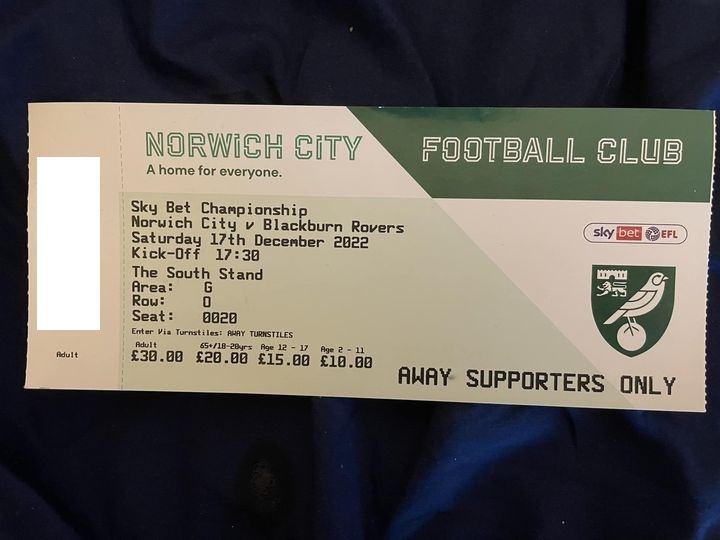 NORWICH CITY FOOTBALL CLUB
A home for everyone.
Sky Bet Championship
Norwich City v Blackburn Rovers
Saturday 17th December 2022
Kick-Off 17:30
sky bet EFL
The South Stand
Area: G
Row: O
Seat: 0020
Enter Via Turnstiles: AWAY TURNSTILES
Adult 65+/18-20yrs Age 12 - 17 Age 2 - 11
£30.00 £20.00 £15.00 £10.00
AWAY SUPPORTERS ONLY
Adult